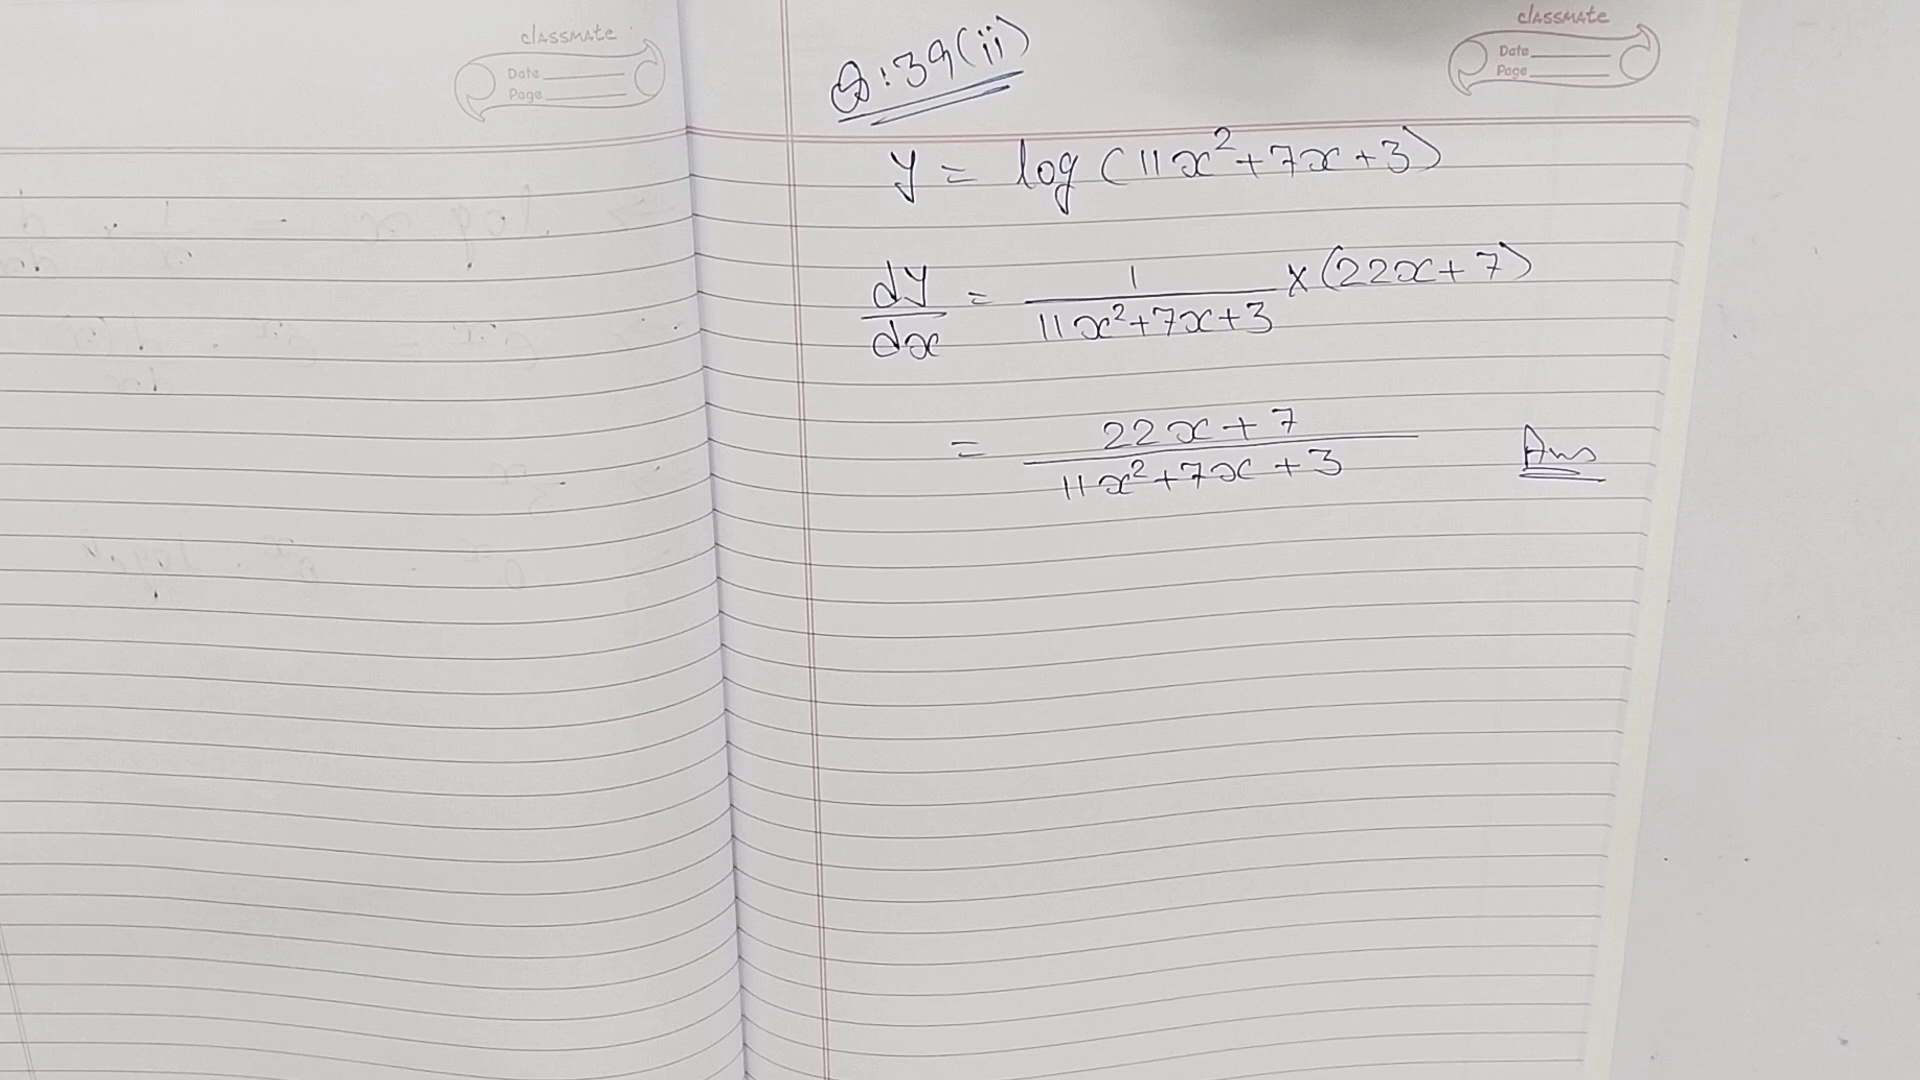 classmate
Date
Page
classmate
Date
Page
Q:39(ii)
y = log (11x²+7x+3)
dy/dx = 1/(11x²+7x+3) × (22x+7)
= (22x+7)/(11x²+7x+3) Ans